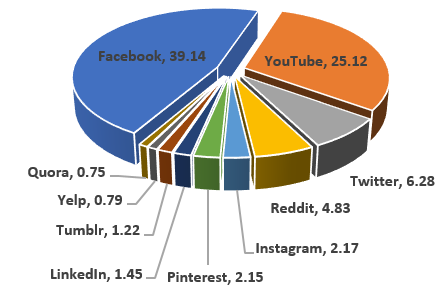 Facebook, 39.14
YouTube, 25.12
Twitter, 6.28
Reddit, 4.83
Instagram, 2.17
Pinterest, 2.15
LinkedIn, 1.45
Tumblr, 1.22
Yelp, 0.79
Quora, 0.75